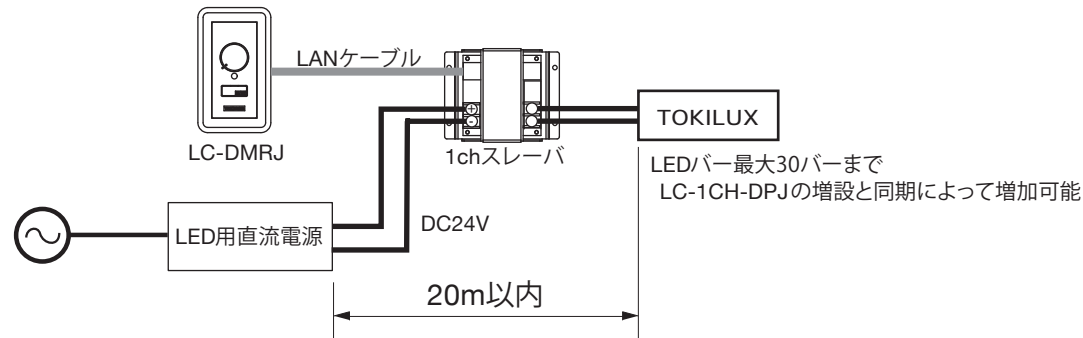 LANケーブル
LC-DMRJ
1chスレーバ
TOKILUX
LEDバー最大30バーまで
LC-1CH-DPJの増設と同期によって増加可能
LED用直流電源
DC24V
20m以内